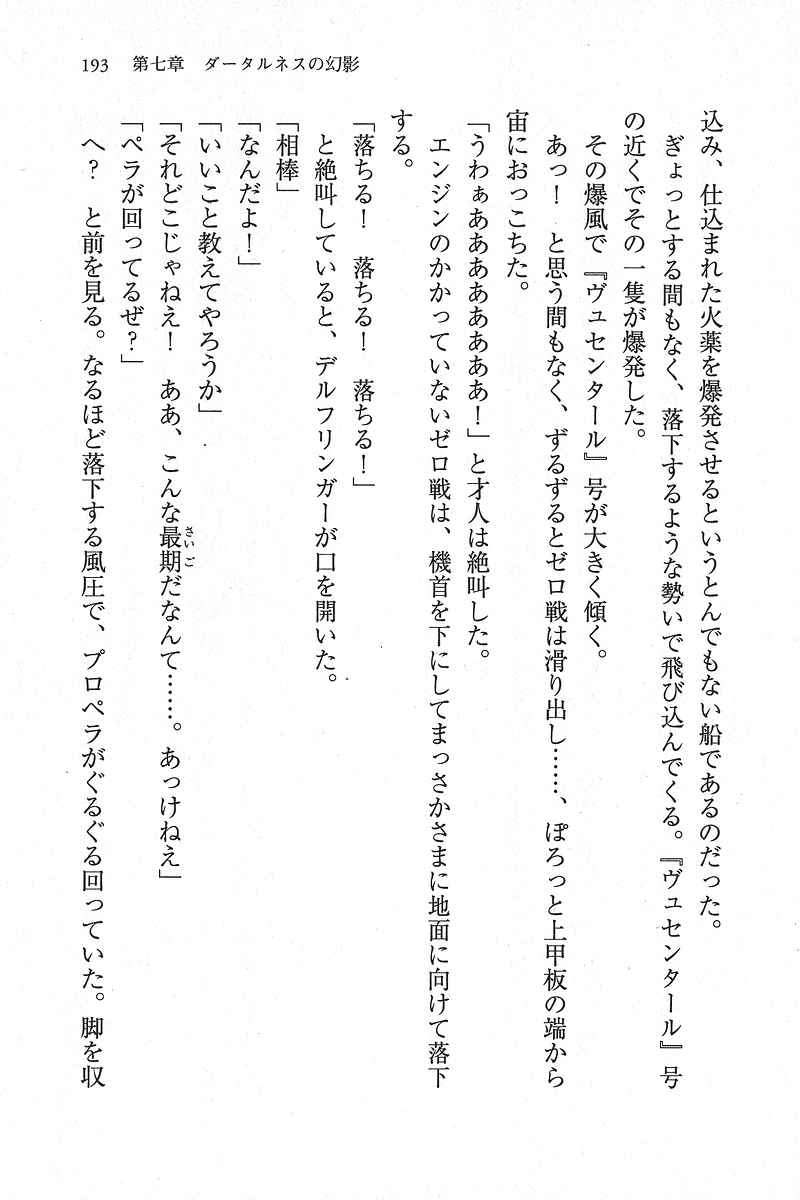 193　第七章　ダータルネスの幻影
込み、仕込まれた火薬を爆発させるというとんでもない船であるのだった。
　ぎょっとする間もなく、落下するような勢いで飛び込んでくる。『ヴュセンタール』号
の近くでその一隻が爆発した。
　その爆風で『ヴュセンタール』号が大きく傾く。
　あっ！　と思う間もなく、ずるずるとゼロ戦は滑り出し……、ぽろっと上甲板の端から
宙におっこちた。
「うわぁあああああああ！」と才人は絶叫した。
　エンジンのかかっていないゼロ戦は、機首を下にしてまっさかさまに地面に向けて落下
する。
「落ちる！　落ちる！　落ちる！」
　と絶叫していると、デルフリンガーが口を開いた。
「相棒」
「なんだよ！」
「いいこと教えてやろうか」
「それどこじゃねえ！　ああ、こんな最期さいごだなんて……。あっけねえ」
「ペラが回ってるぜ？」
　へ？　と前を見る。なるほど落下する風圧で、プロペラがぐるぐる回っていた。脚を収